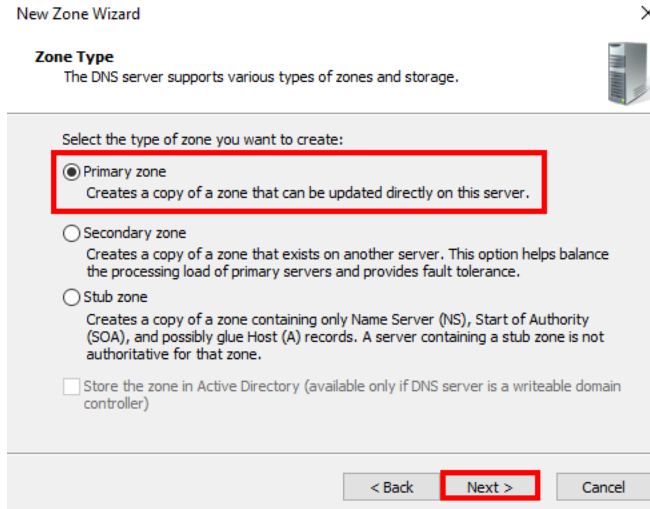 New Zone Wizard
Zone Type
The DNS server supports various types of zones and storage.
Select the type of zone you want to create:
Primary zone
Creates a copy of a zone that can be updated directly on this server.
Secondary zone
Creates a copy of a zone that exists on another server. This option helps balance
the processing load of primary servers and provides fault tolerance.
Stub zone
Creates a copy of a zone containing only Name Server (NS), Start of Authority
(SOA), and possibly glue Host (A) records. A server containing a stub zone is not
authoritative for that zone.
Store the zone in Active Directory (available only if DNS server is a writeable domain
controller)
< Back Next > Cancel